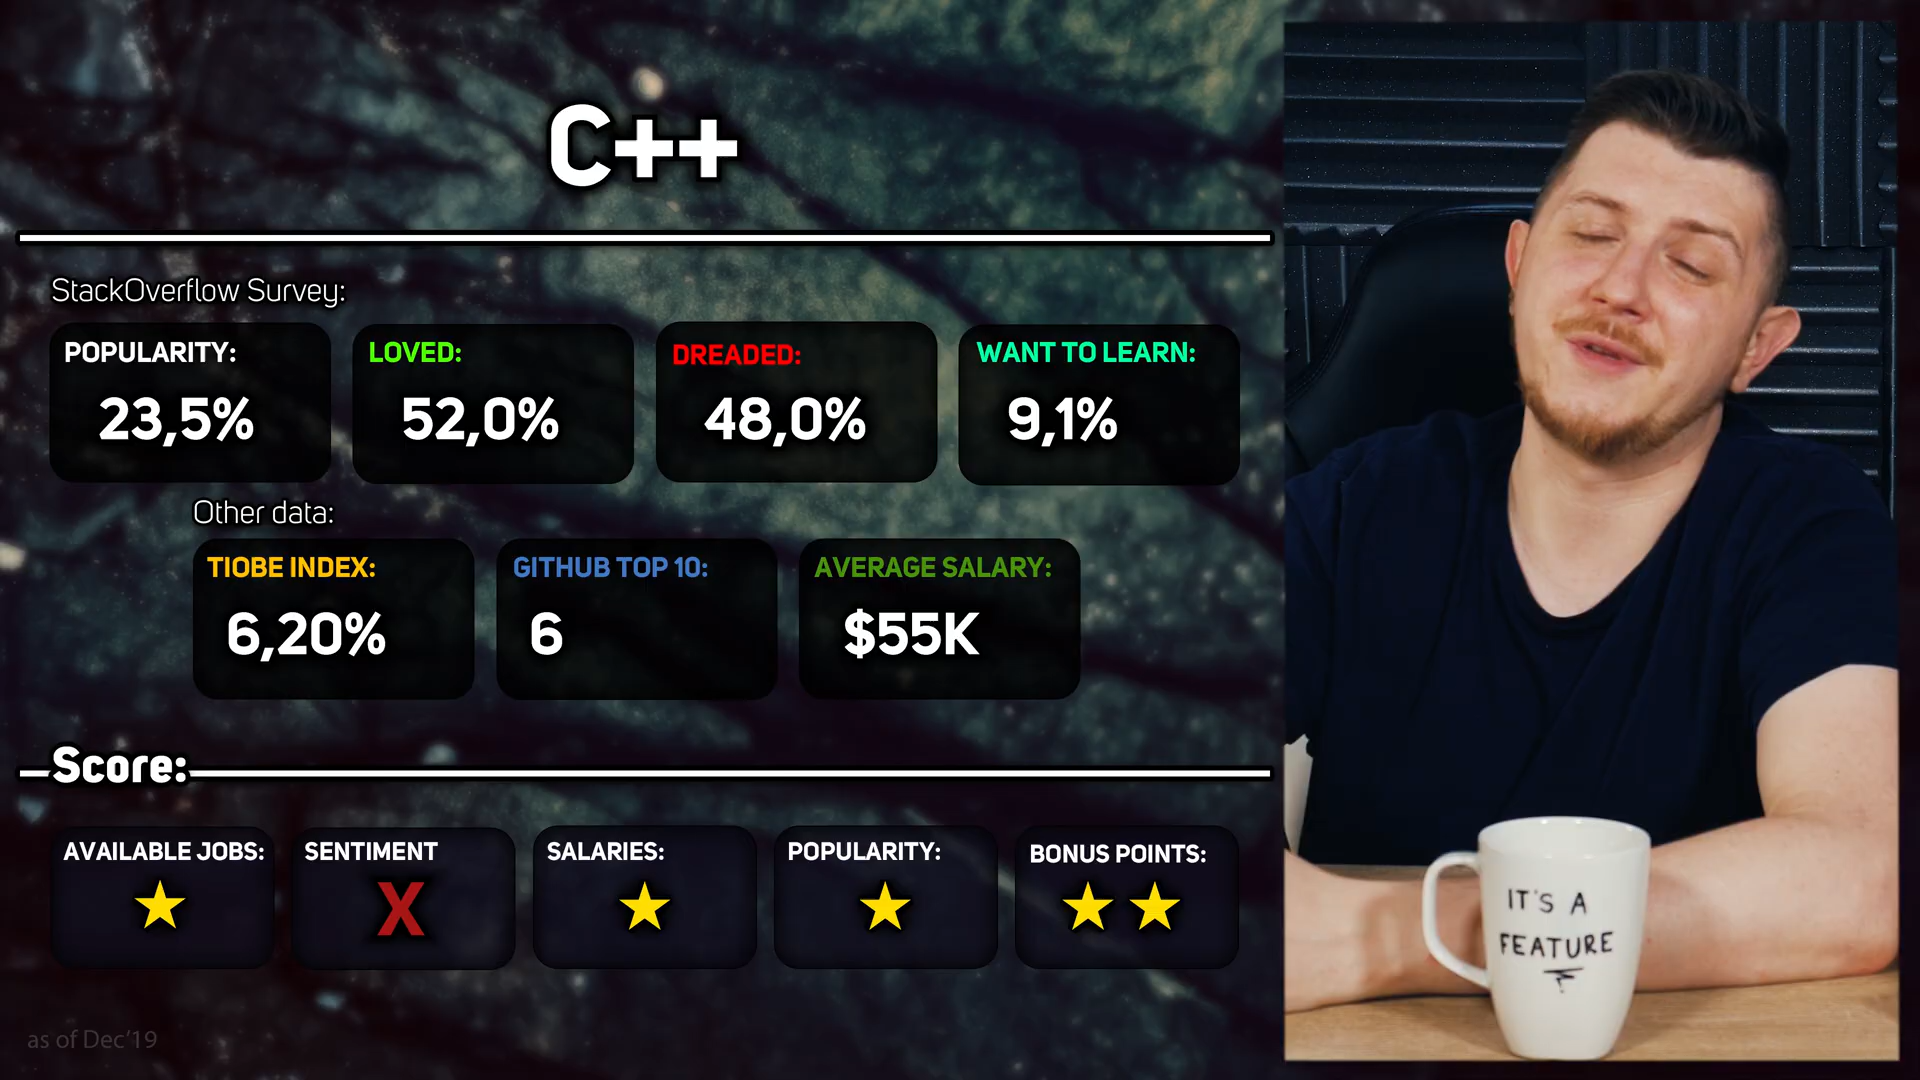 C++
StackOverflow Survey:
POPULARITY:
23,5%
LOVED:
52,0%
DREADED:
48,0%
WANT TO LEARN:
9,1%
Other data:
TIOBE INDEX:
6,20%
GITHUB TOP 10:
6
AVERAGE SALARY:
$55K
Score:
AVAILABLE JOBS:
SENTIMENT
X
SALARIES:
POPULARITY:
BONUS POINTS:
as of Dec'19
IT'S A
FEATURE